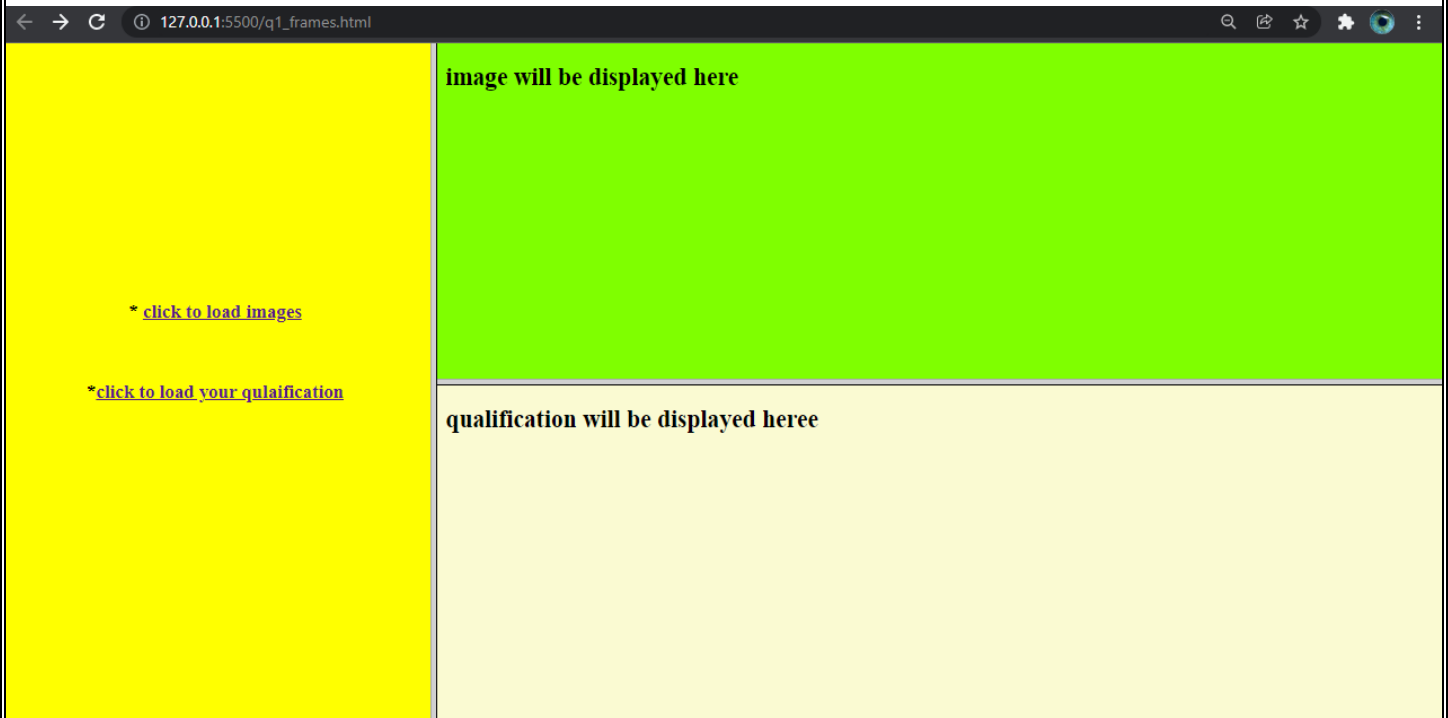 127.0.0.1:5500/q1_frames.html
image will be displayed here
* click to load images
*click to load your qulaification
qualification will be displayed heree